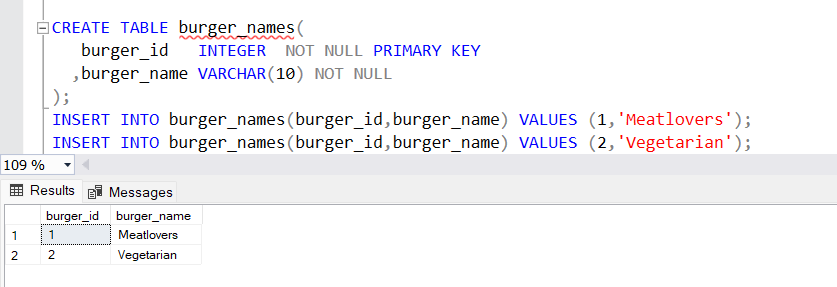 CREATE TABLE burger_names(
burger_id INTEGER NOT NULL PRIMARY KEY
,burger_name VARCHAR(10) NOT NULL
);
INSERT INTO burger_names(burger_id,burger_name) VALUES (1,'Meatlovers');
INSERT INTO burger_names(burger_id,burger_name) VALUES (2,'Vegetarian');
109 %
Results Messages
burger_id burger_name
1 1 Meatlovers
2 2 Vegetarian